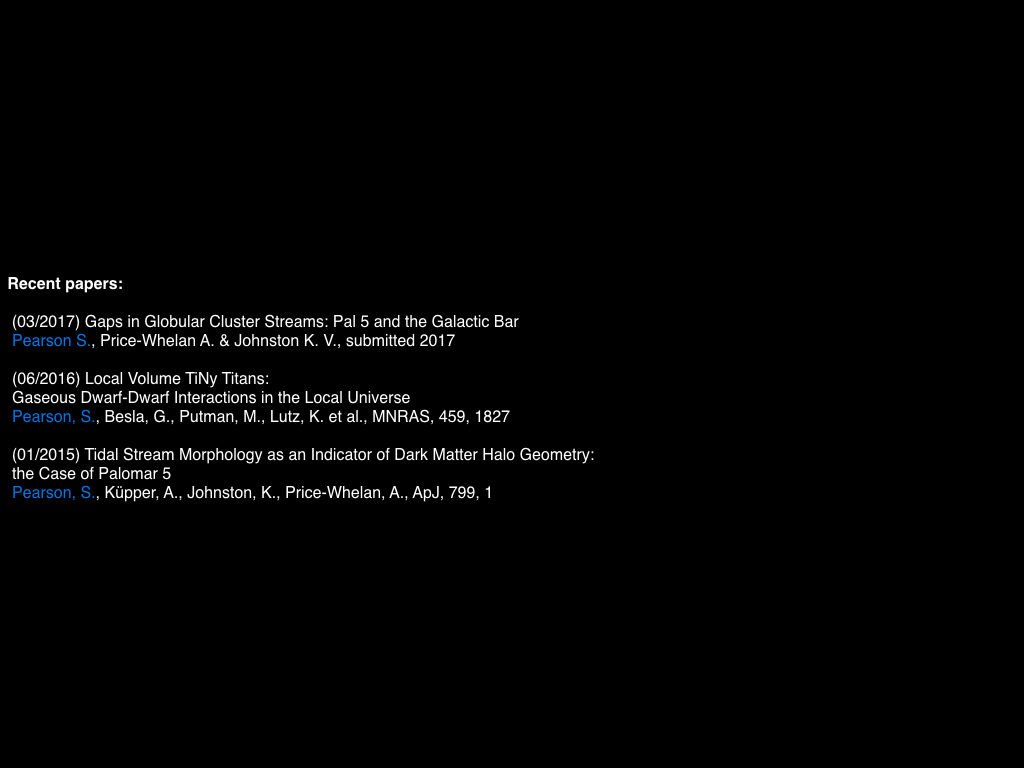 Recent papers:
(03/2017) Gaps in Globular Cluster Streams: Pal 5 and the Galactic Bar
Pearson S., Price-Whelan A. & Johnston K. V., submitted 2017
(06/2016) Local Volume TiNy Titans:
Gaseous Dwarf-Dwarf Interactions in the Local Universe
Pearson, S., Besla, G., Putman, M., Lutz, K. et al., MNRAS, 459, 1827
(01/2015) Tidal Stream Morphology as an Indicator of Dark Matter Halo Geometry:
the Case of Palomar 5
Pearson, S., Küpper, A., Johnston, K., Price-Whelan, A., ApJ, 799, 1